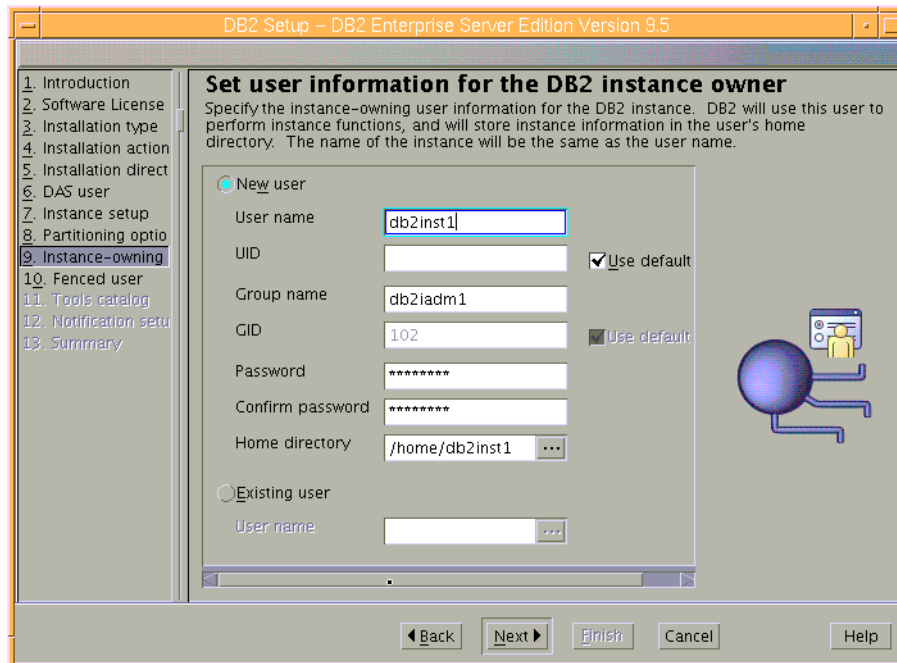 DB2 Setup – DB2 Enterprise Server Edition Version 9.5
1. Introduction
2. Software License
3. Installation type
4. Installation action
5. Installation direct
6. DAS user
7. Instance setup
8. Partitioning optio
9. Instance-owning
10. Fenced user
11. Tools catalog
12. Notification setu
13. Summary
Set user information for the DB2 instance owner
Specify the instance-owning user information for the DB2 instance. DB2 will use this user to
perform instance functions, and will store instance information in the user's home
directory. The name of the instance will be the same as the user name.
New user
User name db2inst1
UID Use default
Group name db2iadm1
GID 102 Use default
Password ********
Confirm password ********
Home directory /home/db2inst1 ...
Existing user
User name ...
Back Next Finish Cancel Help